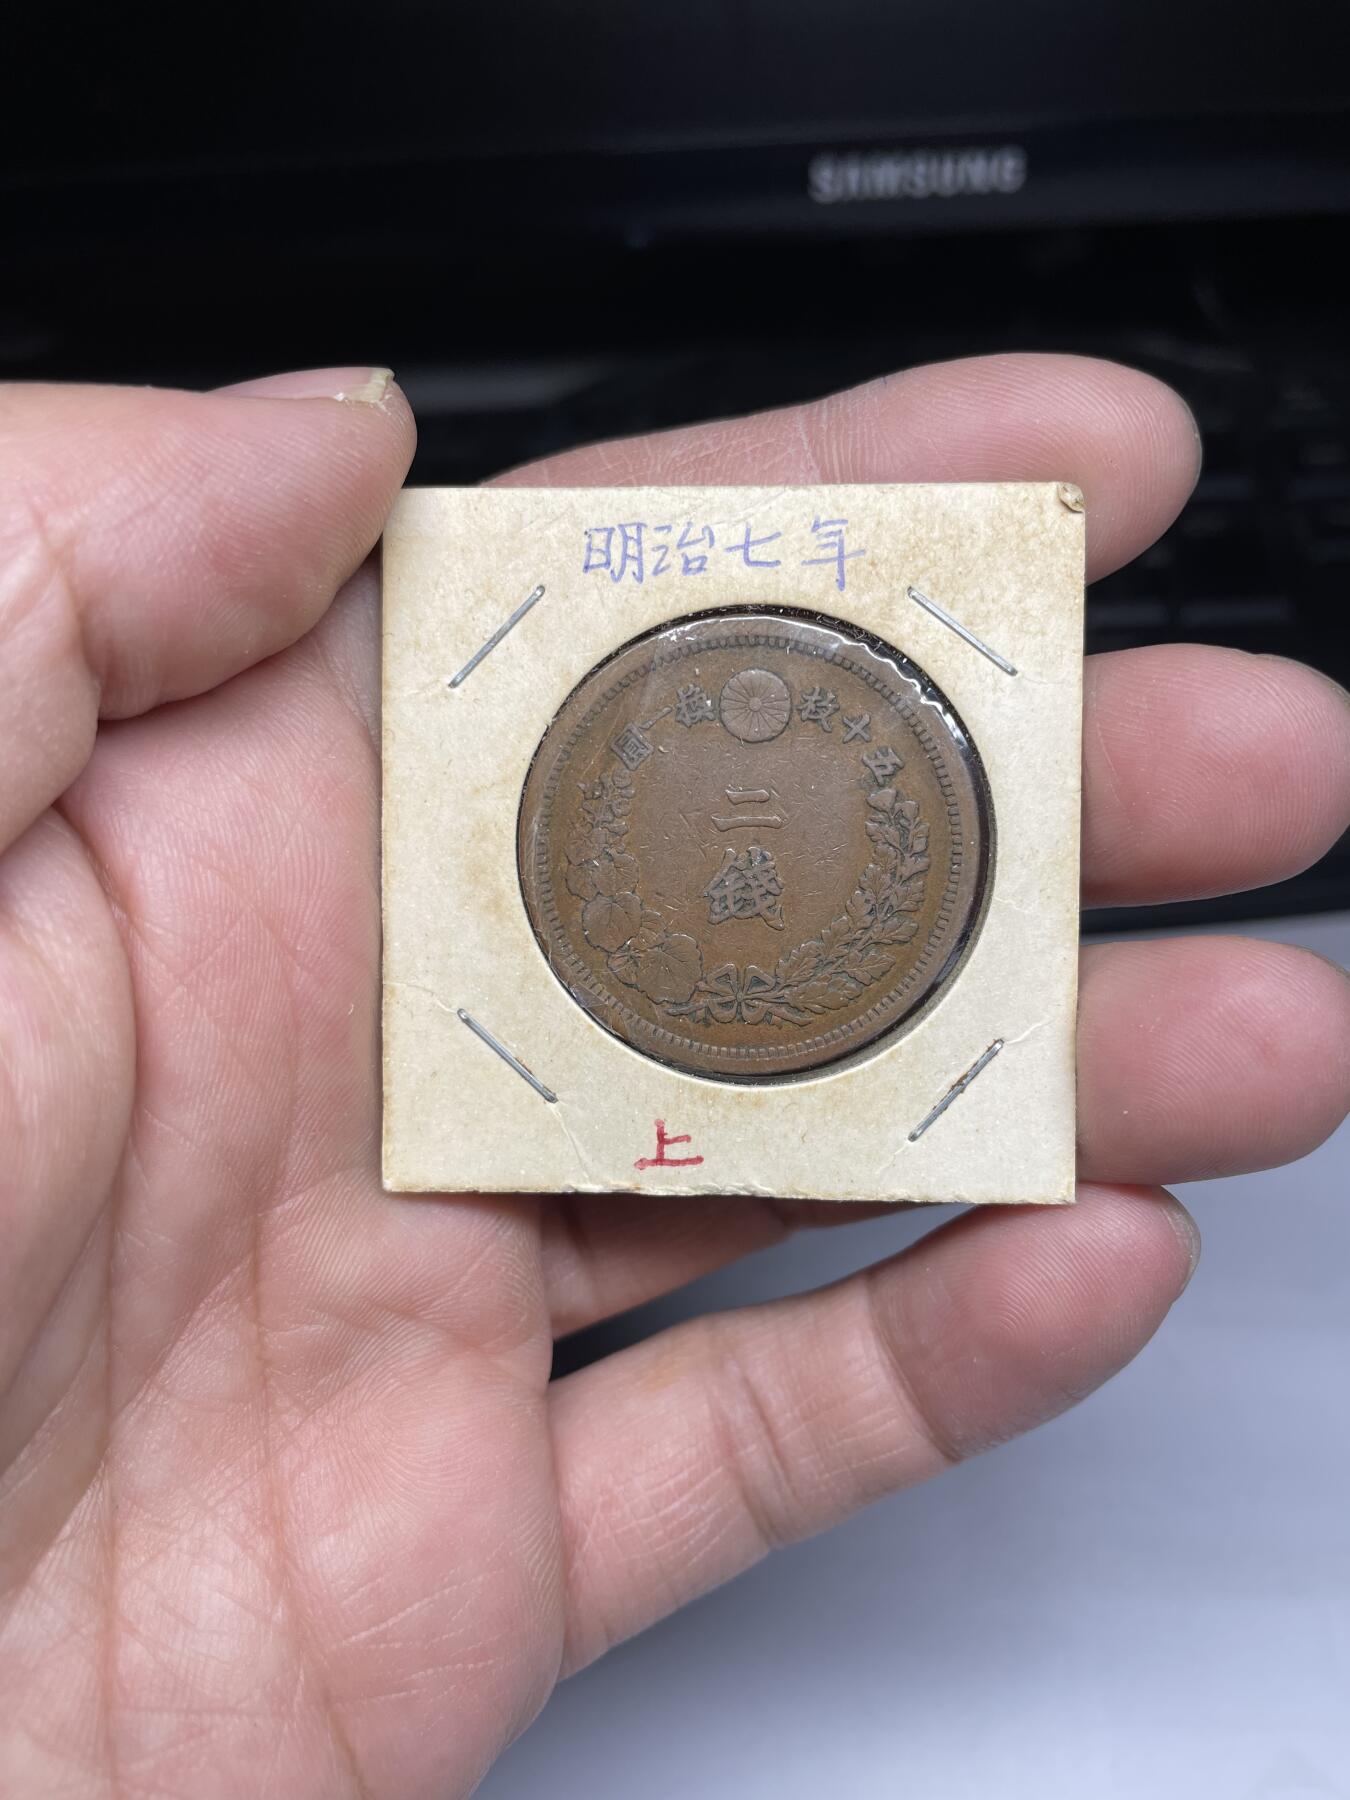 SAMSUNG
明治七年
五十枚換一圓
二
錢
上